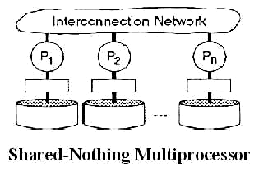 Interconnection Network
P1 P2 Pn
...
Shared-Nothing Multiprocessor